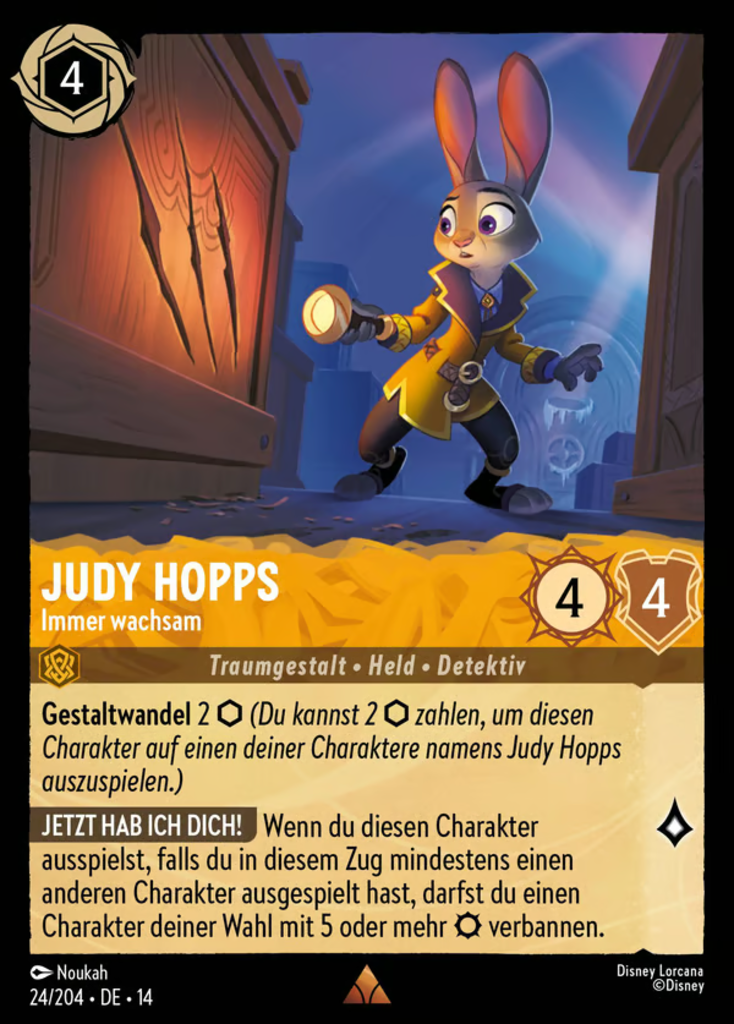 4
JUDY HOPPS
Immer wachsam
4
4
Traumgestalt • Held • Detektiv
Gestaltwandel 2 ⬡ (Du kannst 2 ⬡ zahlen, um diesen
Charakter auf einen deiner Charaktere namens Judy Hopps
auszuspielen.)
JETZT HAB ICH DICH! Wenn du diesen Charakter
ausspielst, falls du in diesem Zug mindestens einen
anderen Charakter ausgespielt hast, darfst du einen
Charakter deiner Wahl mit 5 oder mehr ¤ verbannen.
Noukah
24/204 • DE • 14
Disney Lorcana
©Disney